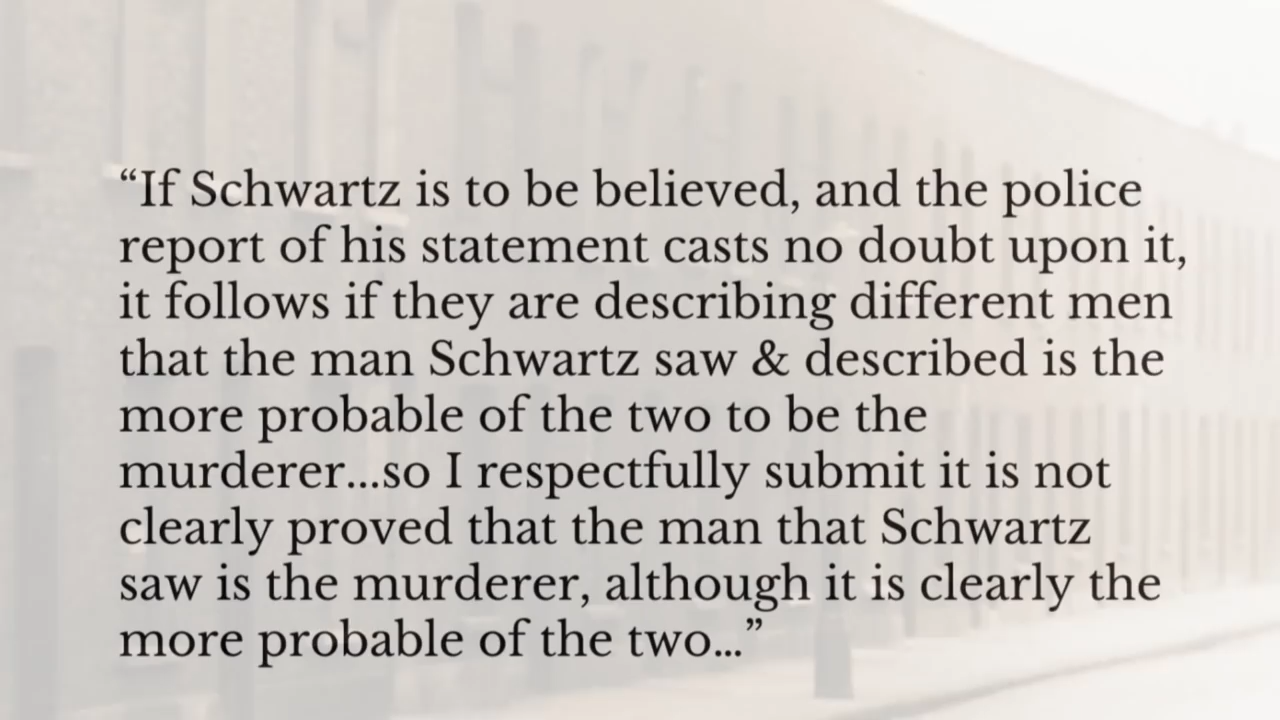 “If Schwartz is to be believed, and the police
report of his statement casts no doubt upon it,
it follows if they are describing different men
that the man Schwartz saw & described is the
more probable of the two to be the
murderer...so I respectfully submit it is not
clearly proved that the man that Schwartz
saw is the murderer, although it is clearly the
more probable of the two...”